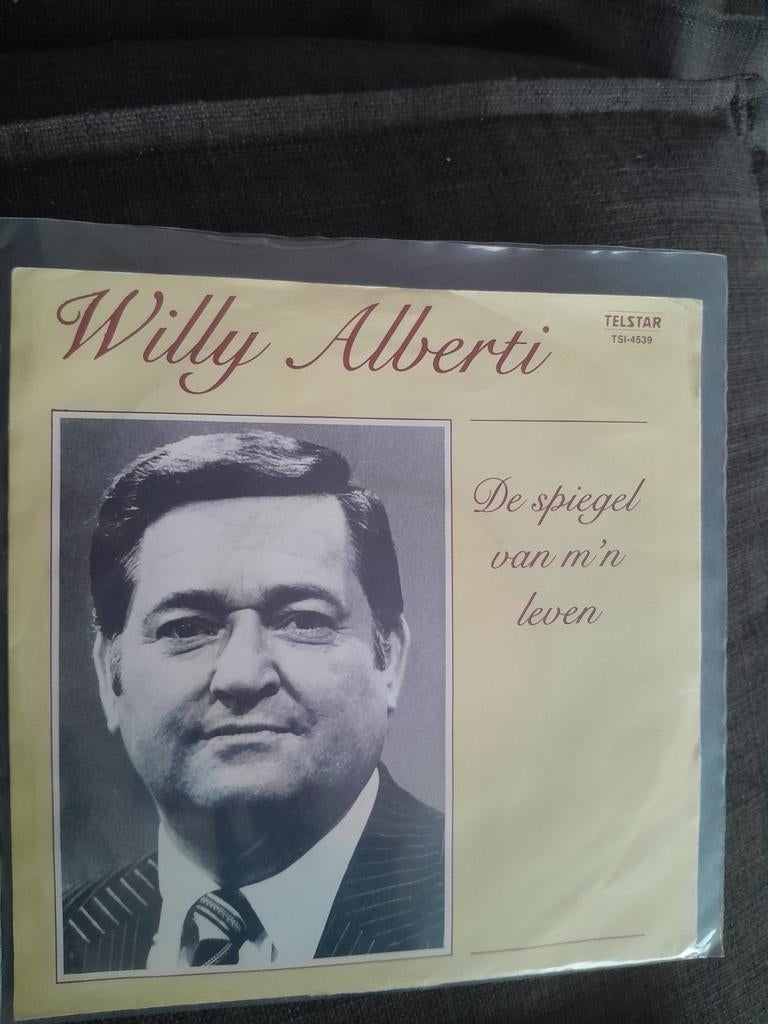 Willy Alberti
TELSTAR
TSI-4539
De spiegel
van m'n
leven